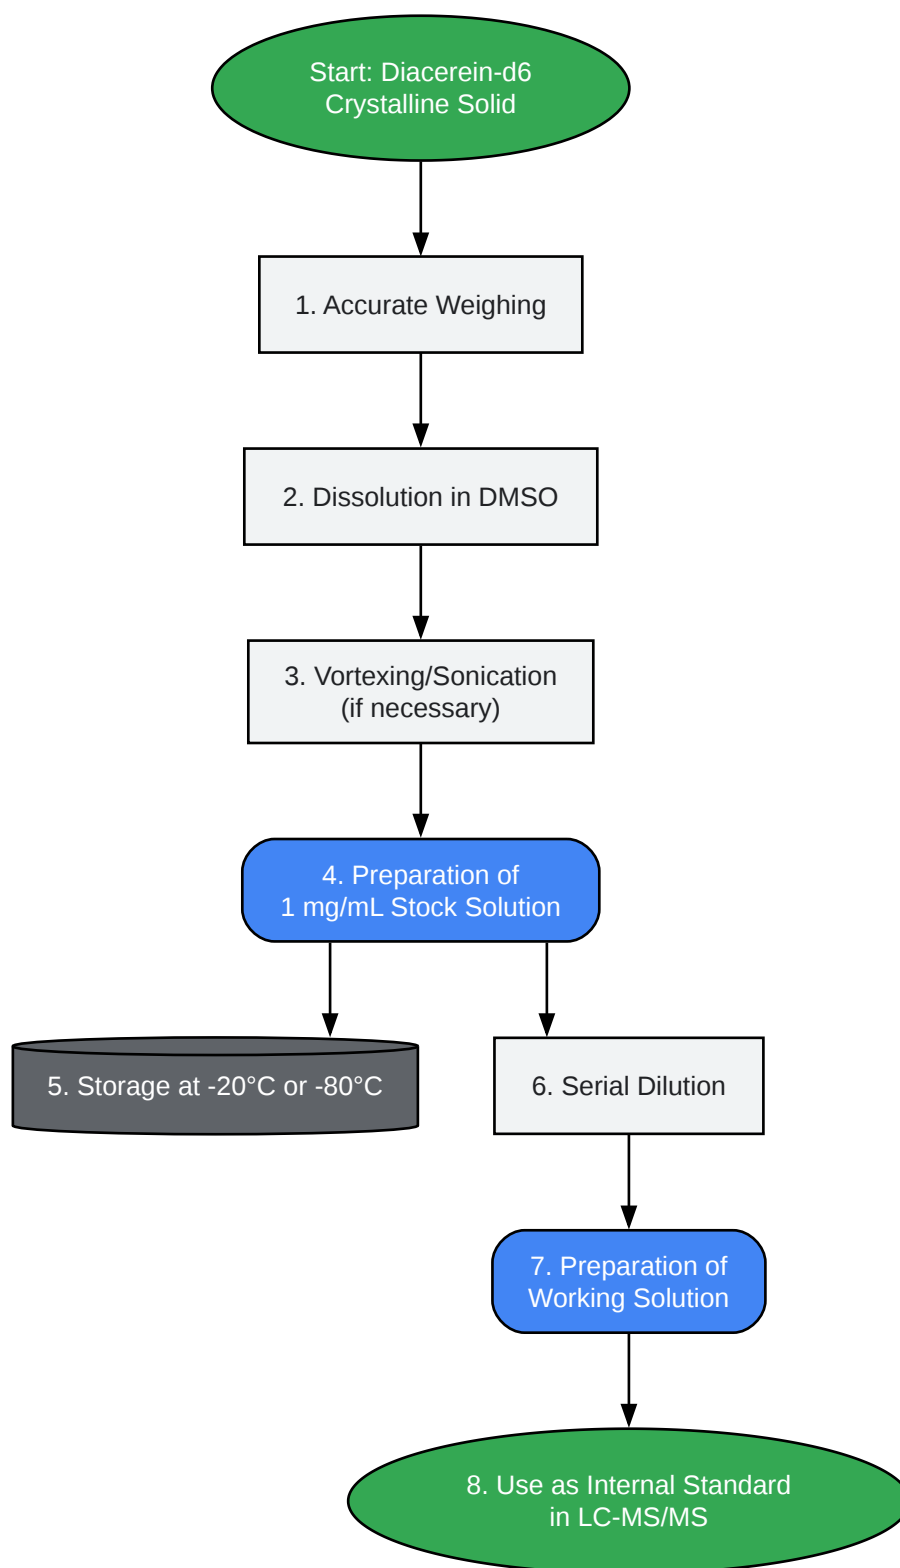 Start: Diacerein-d6
Crystalline Solid
1. Accurate Weighing
2. Dissolution in DMSO
3. Vortexing/Sonication
(if necessary)
4. Preparation of
1 mg/mL Stock Solution
5. Storage at -20°C or -80°C
6. Serial Dilution
7. Preparation of
Working Solution
8. Use as Internal Standard
in LC-MS/MS